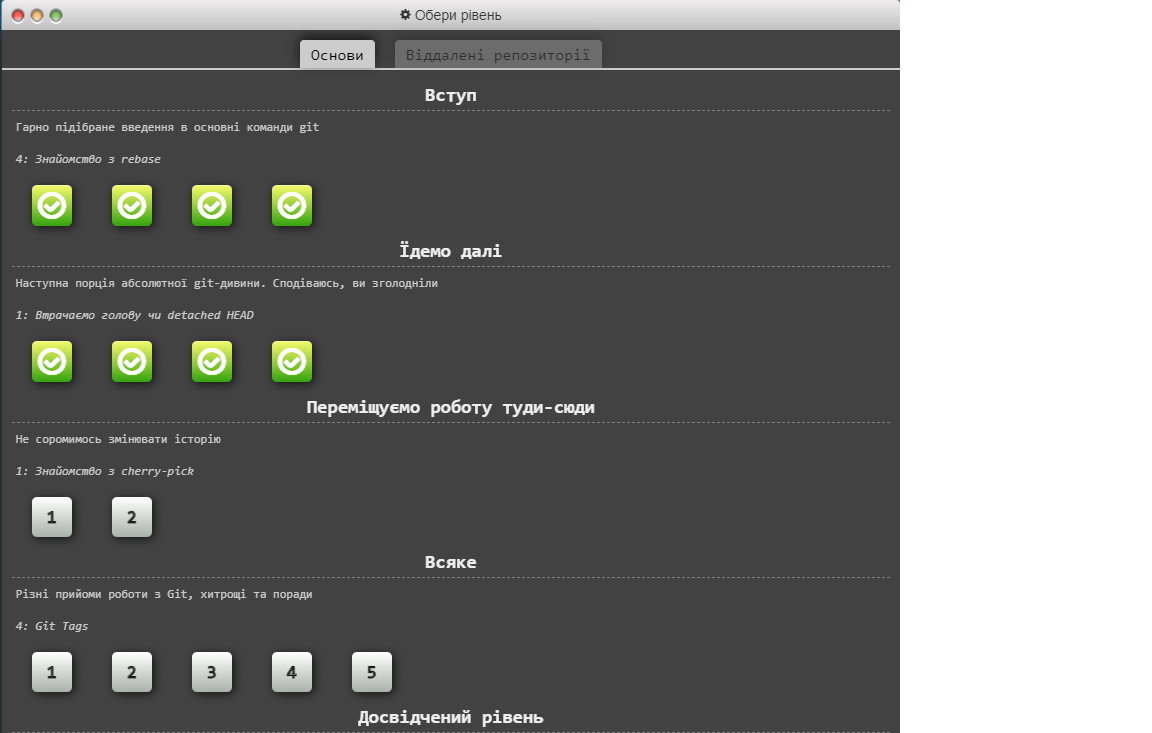 Обери рівень
Основи
Віддалені репозиторії
Вступ
Гарно підібране введення в основні команди git
4: Знайомство з rebase
Їдемо далі
Наступна порція абсолютної git-дивини. Сподіваюсь, ви зголодніли
1: Втрачаємо голову чи detached HEAD
Переміщуємо роботу туди-сюди
Не соромимось змінювати історію
1: Знайомство з cherry-pick
1 2
Всяке
Різні прийоми роботи з Git, хитрощі та поради
4: Git Tags
1 2 3 4 5
Досвідчений рівень